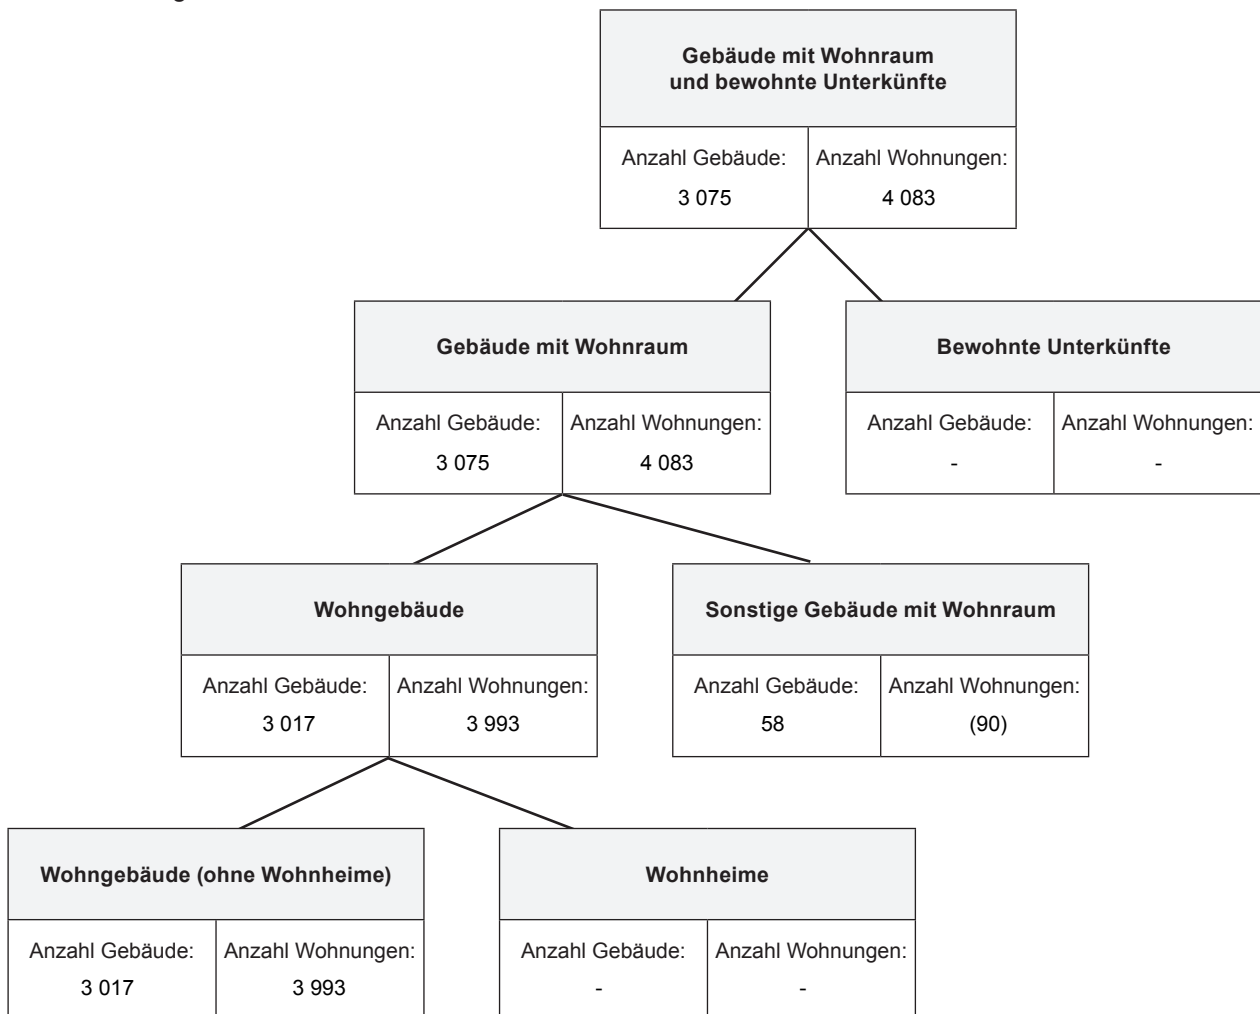 Gebäude mit Wohnraum
und bewohnte Unterkünfte
Anzahl Gebäude: Anzahl Wohnungen:
3 075 4 083
Gebäude mit Wohnraum Bewohnte Unterkünfte
Anzahl Gebäude: Anzahl Wohnungen: Anzahl Gebäude: Anzahl Wohnungen:
3 075 4 083 - -
Wohngebäude Sonstige Gebäude mit Wohnraum
Anzahl Gebäude: Anzahl Wohnungen: Anzahl Gebäude: Anzahl Wohnungen:
3 017 3 993 58 (90)
Wohngebäude (ohne Wohnheime) Wohnheime
Anzahl Gebäude: Anzahl Wohnungen: Anzahl Gebäude: Anzahl Wohnungen:
3 017 3 993 - -